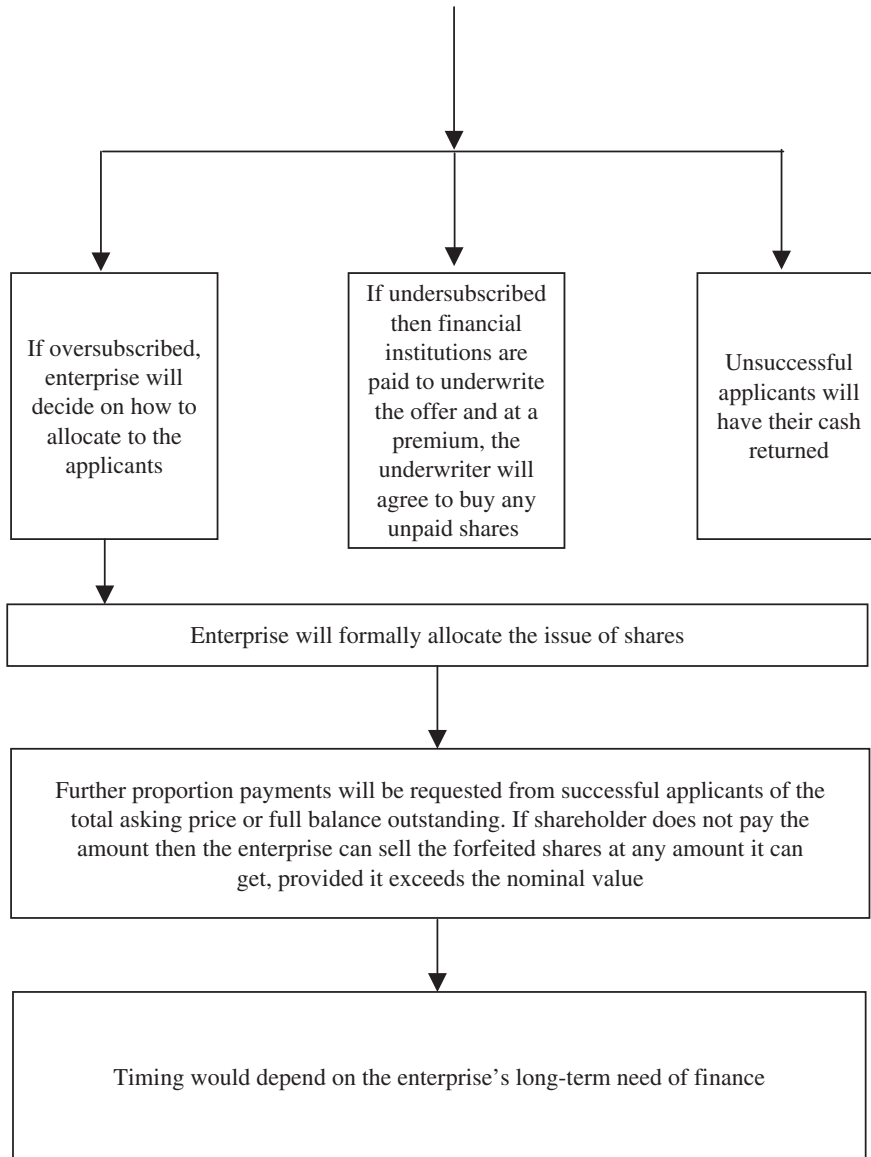 If oversubscribed,
enterprise will
decide on how to
allocate to the
applicants
If undersubscribed
then financial
institutions are
paid to underwrite
the offer and at a
premium, the
underwriter will
agree to buy any
unpaid shares
Unsuccessful
applicants will
have their cash
returned
Enterprise will formally allocate the issue of shares
Further proportion payments will be requested from successful applicants of the
total asking price or full balance outstanding. If shareholder does not pay the
amount then the enterprise can sell the forfeited shares at any amount it can
get, provided it exceeds the nominal value
Timing would depend on the enterprise’s long-term need of finance